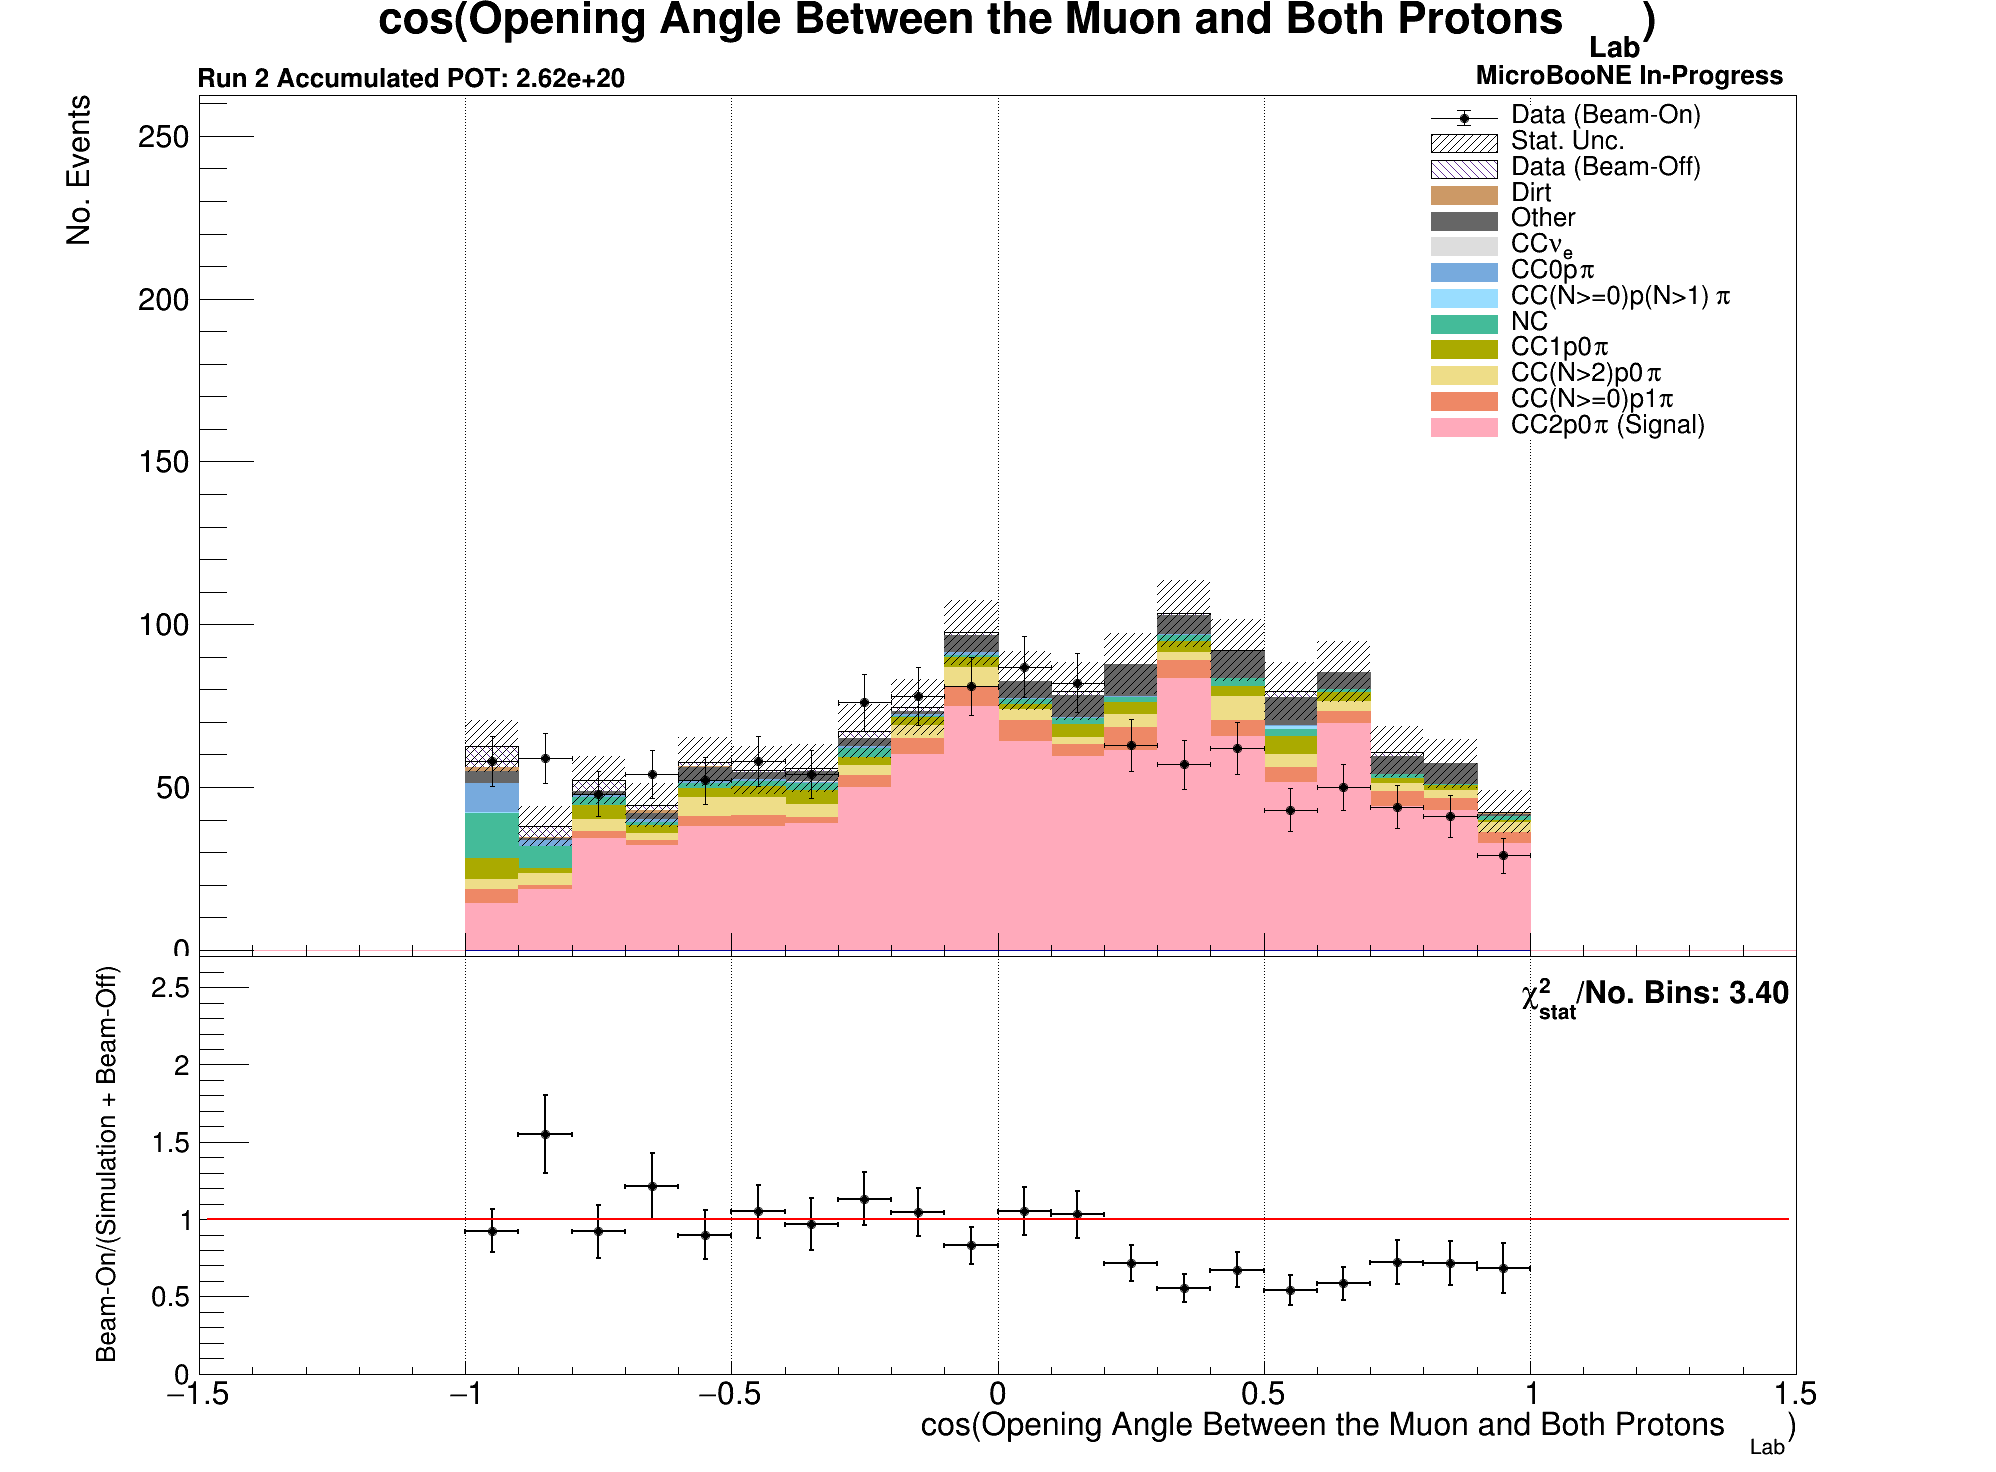 cos(Opening Angle Between the Muon and Both Protons Lab)
Run 2 Accumulated POT: 2.62e+20
MicroBooNE In-Progress
No. Events
250
200
150
100
50
0
Data (Beam-On)
Stat. Unc.
Data (Beam-Off)
Dirt
Other
CCνe
CC0pπ
CC(N>=0)p(N>1) π
NC
CC1p0π
CC(N>2)p0π
CC(N>=0)p1π
CC2p0π (Signal)
Beam-On/(Simulation + Beam-Off)
χ²stat/No. Bins: 3.40
2.5
2
1.5
1
0.5
0
−1.5 −1 −0.5 0 0.5 1 1.5
cos(Opening Angle Between the Muon and Both Protons Lab)